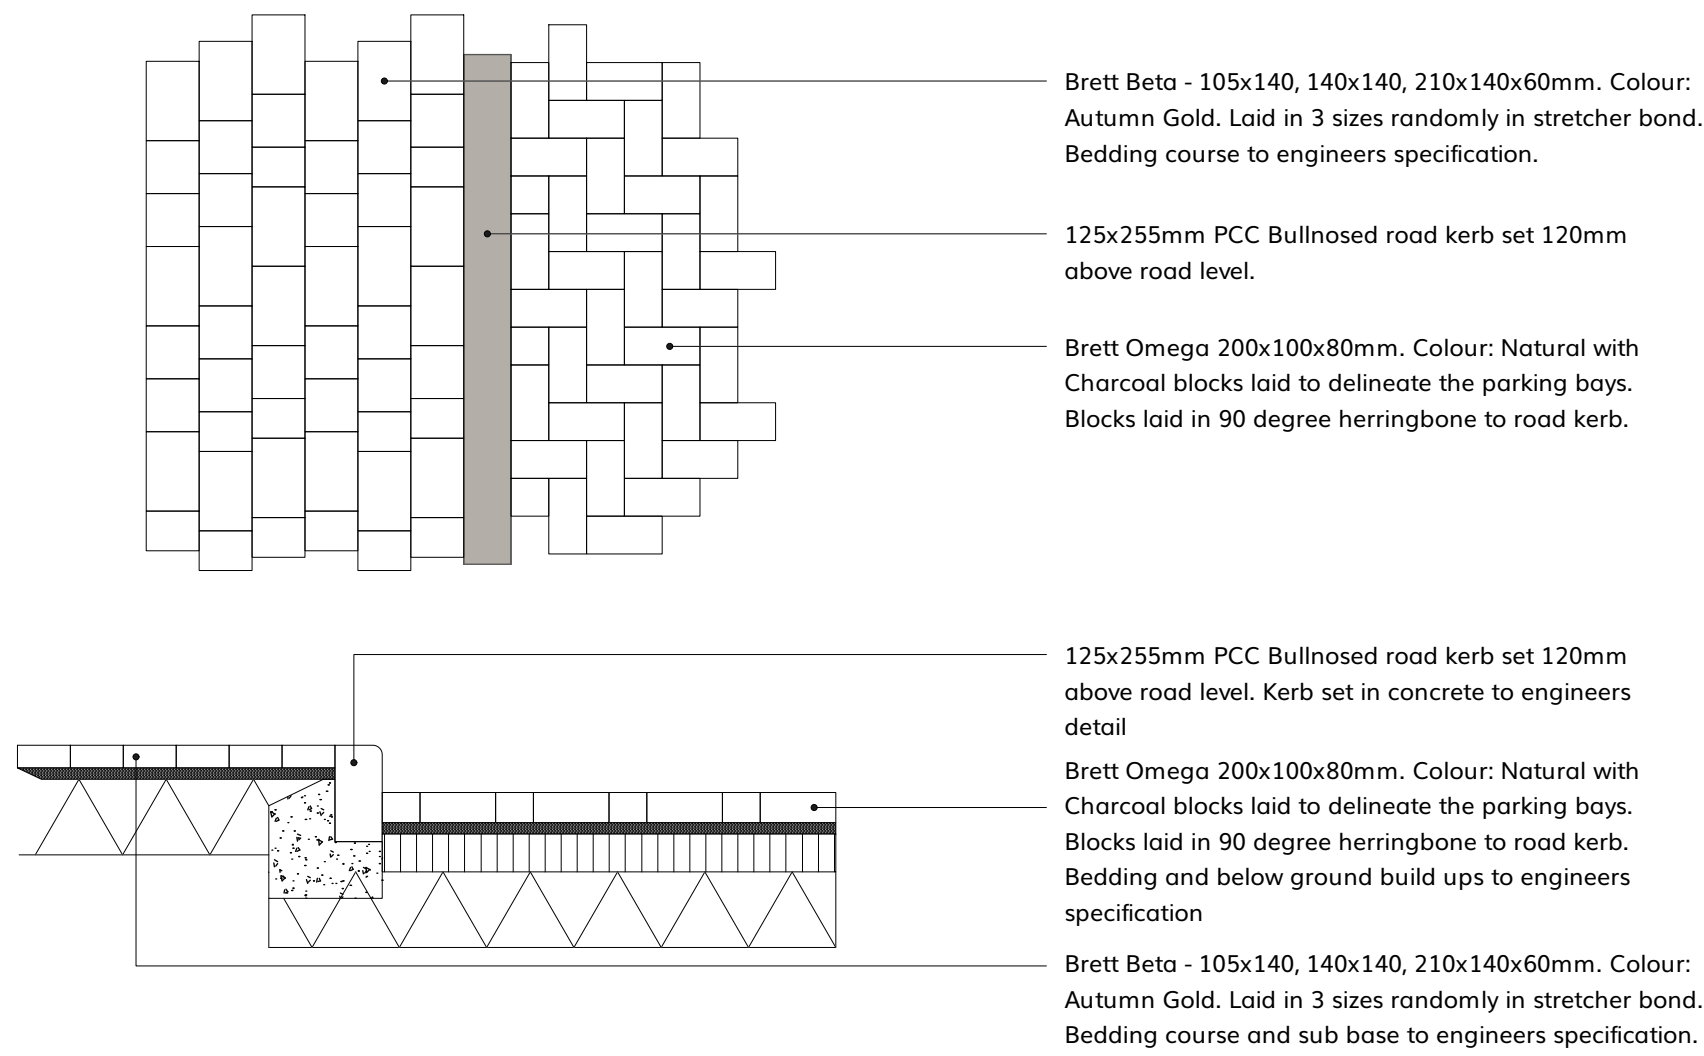 Brett Beta - 105x140, 140x140, 210x140x60mm. Colour:
Autumn Gold. Laid in 3 sizes randomly in stretcher bond.
Bedding course to engineers specification.
125x255mm PCC Bullnosed road kerb set 120mm
above road level.
Brett Omega 200x100x80mm. Colour: Natural with
Charcoal blocks laid to delineate the parking bays.
Blocks laid in 90 degree herringbone to road kerb.
125x255mm PCC Bullnosed road kerb set 120mm
above road level. Kerb set in concrete to engineers
detail
Brett Omega 200x100x80mm. Colour: Natural with
Charcoal blocks laid to delineate the parking bays.
Blocks laid in 90 degree herringbone to road kerb.
Bedding and below ground build ups to engineers
specification
Brett Beta - 105x140, 140x140, 210x140x60mm. Colour:
Autumn Gold. Laid in 3 sizes randomly in stretcher bond.
Bedding course and sub base to engineers specification.